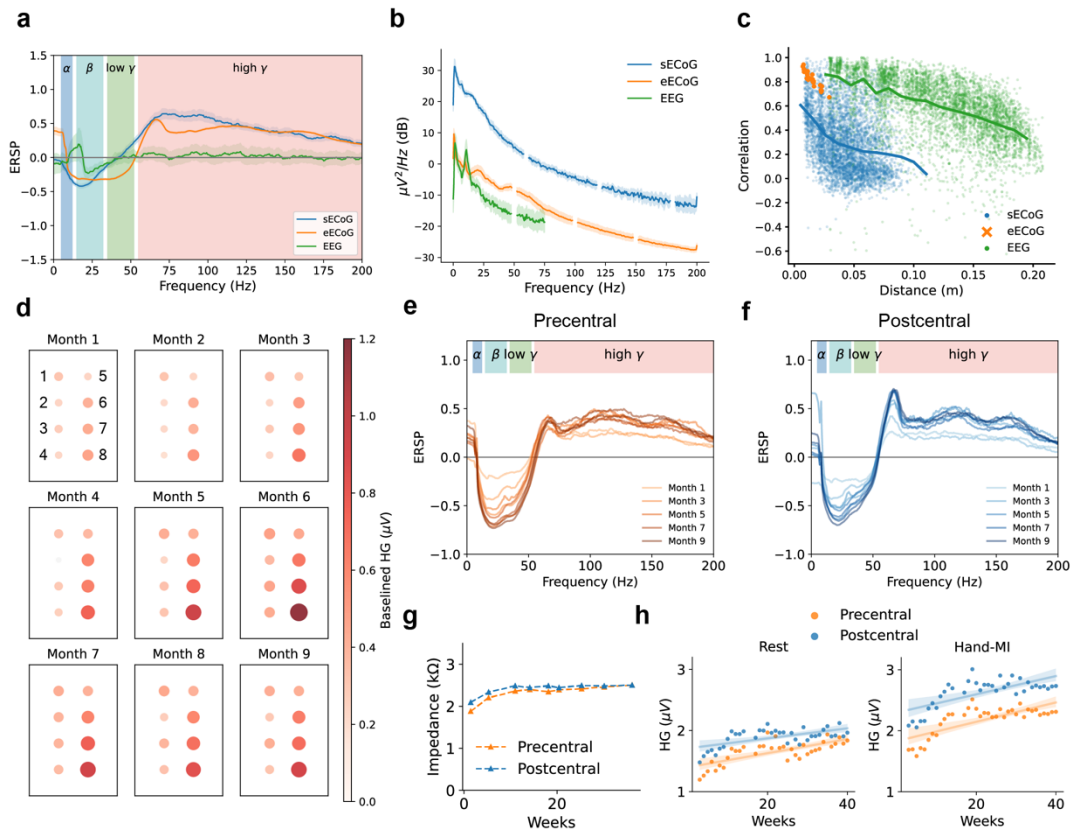 a
1.5
1.0
0.5
0.0
−0.5
−1.0
−1.5
ERSP
α
β
low γ
high γ
sECoG
eECoG
EEG
0
25
50
75
100
125
150
175
200
Frequency (Hz)
b
30
20
10
0
−10
−20
−30
μV²/Hz (dB)
sECoG
eECoG
EEG
0
25
50
75
100
125
150
175
200
Frequency (Hz)
c
1.0
0.8
0.6
0.4
0.2
0.0
−0.2
−0.4
−0.6
Correlation
sECoG
eECoG
EEG
0.00
0.05
0.10
0.15
0.20
Distance (m)
d
Month 1
Month 2
Month 3
1
5
2
6
3
7
4
8
Month 4
Month 5
Month 6
Month 7
Month 8
Month 9
1.2
1.0
0.8
0.6
0.4
0.2
0.0
Baselined HG (μV)
e
Precentral
1.0
0.5
0.0
−0.5
−1.0
ERSP
α
β
low γ
high γ
Month 1
Month 3
Month 5
Month 7
Month 9
0
50
100
150
200
Frequency (Hz)
f
Postcentral
1.0
0.5
0.0
−0.5
−1.0
ERSP
α
β
low γ
high γ
Month 1
Month 3
Month 5
Month 7
Month 9
0
50
100
150
200
Frequency (Hz)
g
4
3
2
1
0
Impedance (kΩ)
Precentral
Postcentral
0
20
Weeks
h
Precentral
Postcentral
Rest
3
2
1
HG (μV)
20
40
Weeks
Hand-MI
3
2
1
HG (μV)
20
40
Weeks